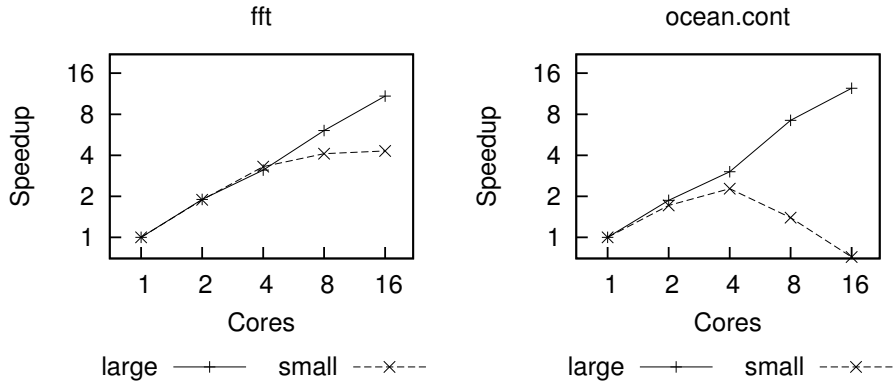 fft
16
8
4
2
1
Speedup
1 2 4 8 16
Cores
large small
ocean.cont
16
8
4
2
1
Speedup
1 2 4 8 16
Cores
large small